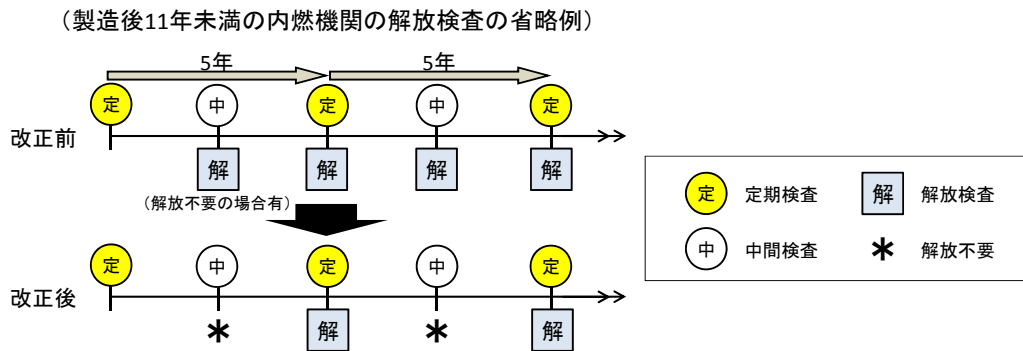 （製造後11年未満の内燃機関の解放検査の省略例）
5年 5年
定 中 定 中 定
改正前
解 解 解 解
（解放不要の場合有）
定 中 定 中 定
改正後
* 解 * 解
定 定期検査 解 解放検査
中 中間検査 * 解放不要